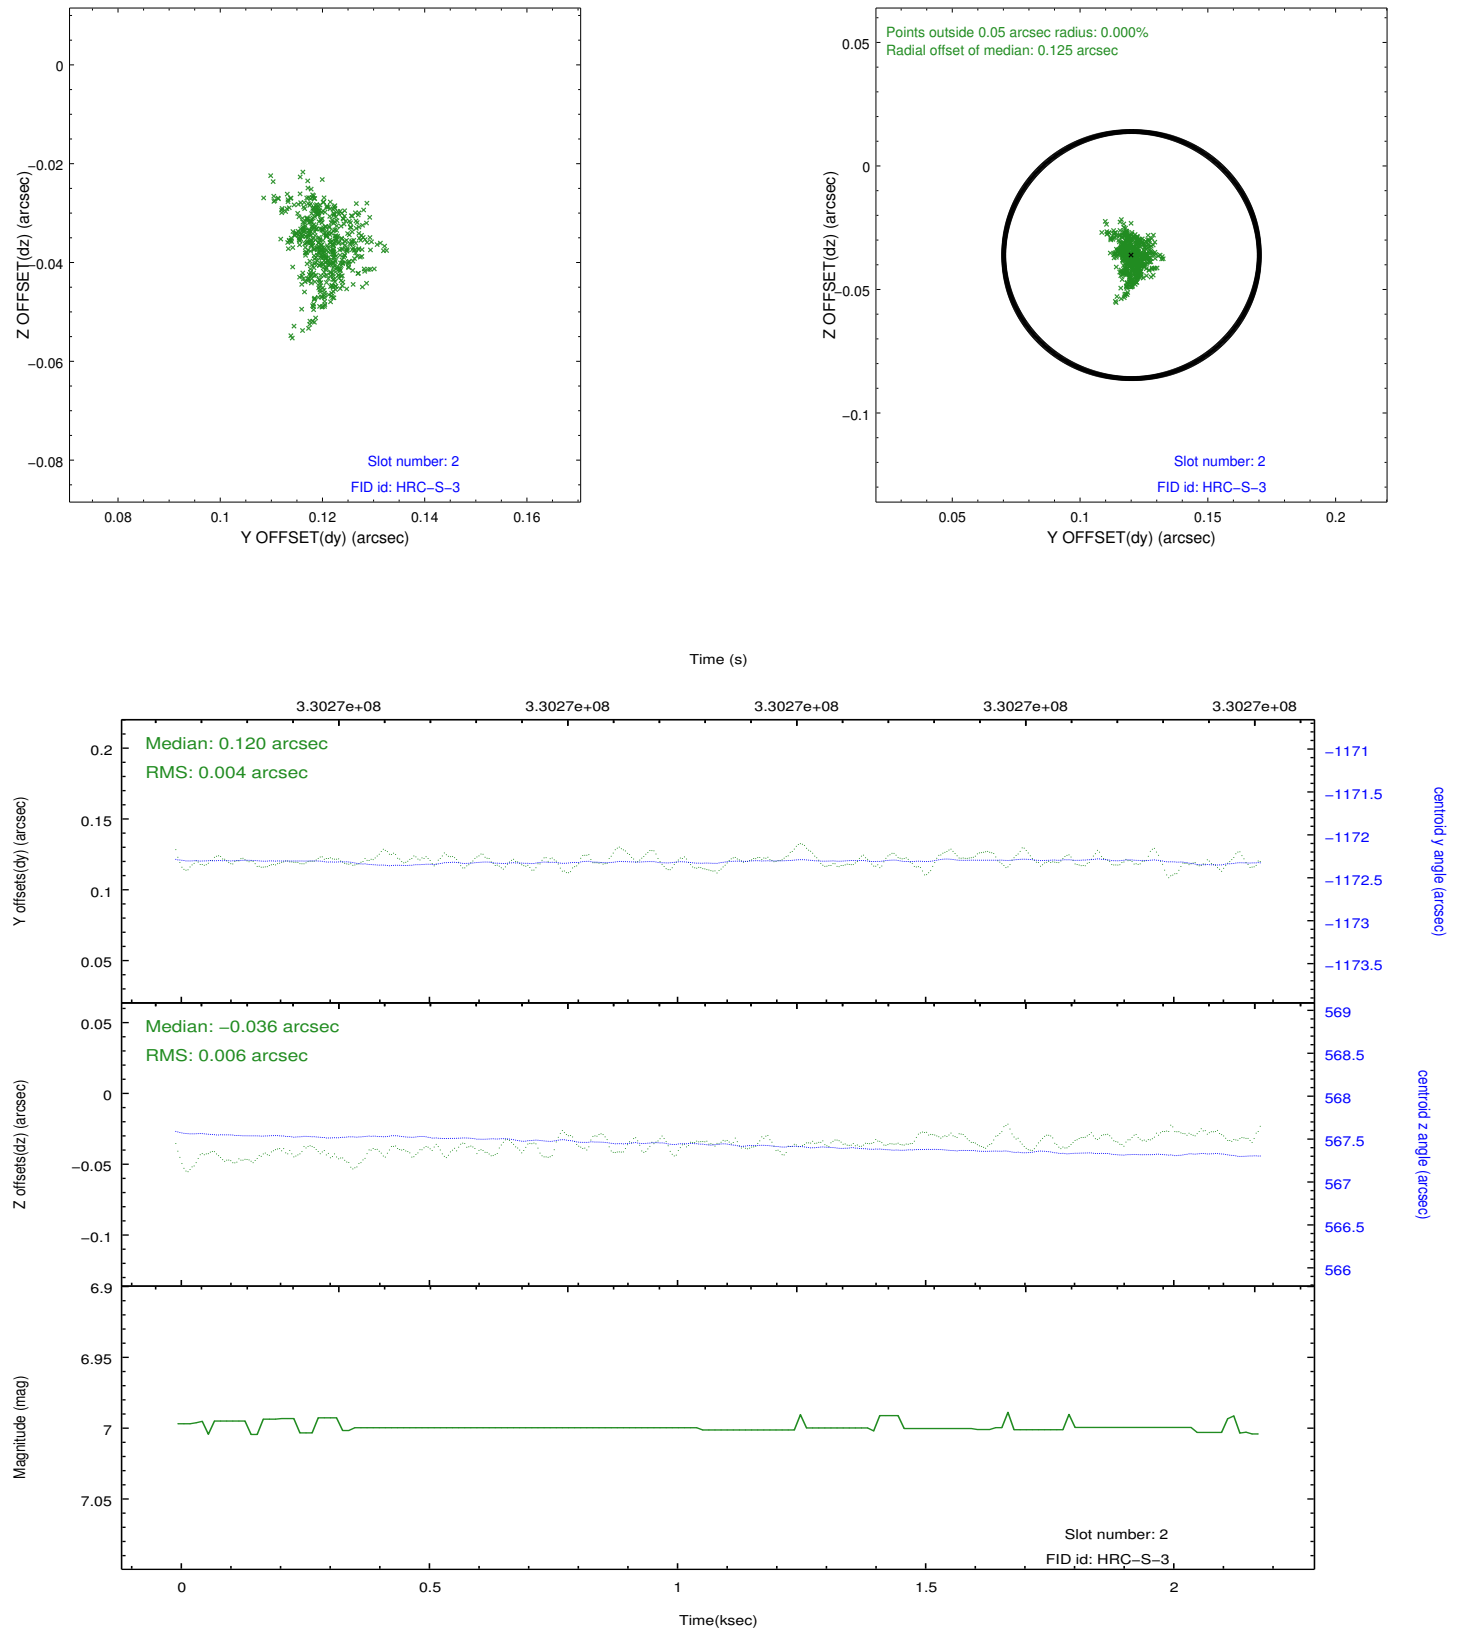 0
−0.02
−0.04
−0.06
−0.08
Z OFFSET(dz) (arcsec)
Slot number: 2
FID id: HRC−S−3
0.08 0.1 0.12 0.14 0.16
Y OFFSET(dy) (arcsec)
Points outside 0.05 arcsec radius: 0.000%
Radial offset of median: 0.125 arcsec
0.05
0
−0.05
−0.1
Z OFFSET(dz) (arcsec)
Slot number: 2
FID id: HRC−S−3
0.05 0.1 0.15 0.2
Y OFFSET(dy) (arcsec)
Time (s)
3.3027e+08 3.3027e+08 3.3027e+08 3.3027e+08 3.3027e+08
Median: 0.120 arcsec
RMS: 0.004 arcsec
0.2
0.15
0.1
0.05
Y offsets(dy) (arcsec)
−1171
−1171.5
−1172
−1172.5
−1173
−1173.5
centroid y angle (arcsec)
Median: −0.036 arcsec
RMS: 0.006 arcsec
0.05
0
−0.05
−0.1
Z offsets(dz) (arcsec)
569
568.5
568
567.5
567
566.5
566
centroid z angle (arcsec)
6.9
6.95
7
7.05
Magnitude (mag)
Slot number: 2
FID id: HRC−S−3
0 0.5 1 1.5 2
Time(ksec)